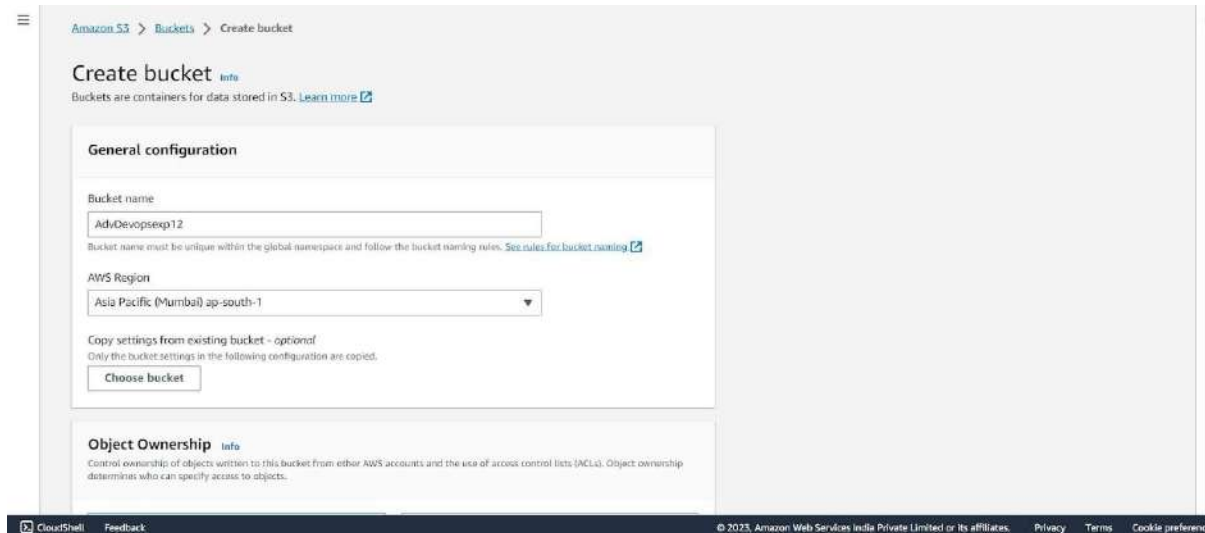 Amazon S3 > Buckets > Create bucket
Create bucket Info
Buckets are containers for data stored in S3. Learn more
General configuration
Bucket name
AdvDevopsexp12
Bucket name must be unique within the global namespace and follow the bucket naming rules. See rules for bucket naming
AWS Region
Asia Pacific (Mumbai) ap-south-1
Copy settings from existing bucket - optional
Only the bucket settings in the following configuration are copied.
Choose bucket
Object Ownership Info
Control ownership of objects written to this bucket from other AWS accounts and the use of access control lists (ACLs). Object ownership
determines who can specify access to objects.
CloudShell Feedback © 2023, Amazon Web Services India Private Limited or its affiliates. Privacy Terms Cookie preferenc